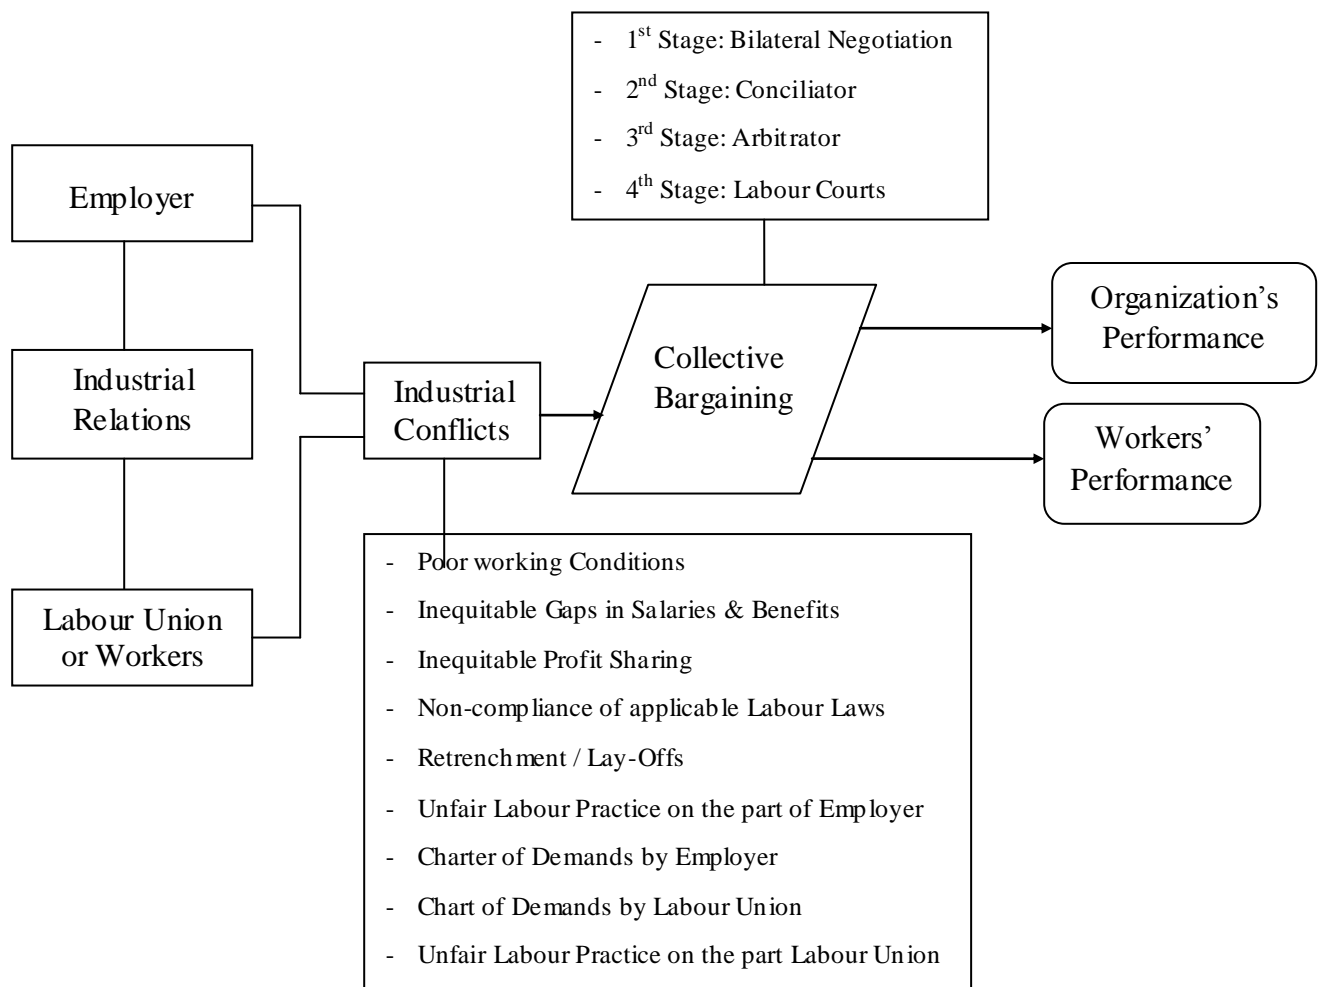 - 1st Stage: Bilateral Negotiation
- 2nd Stage: Conciliator
- 3rd Stage: Arbitrator
- 4th Stage: Labour Courts
Employer
Industrial
Relations
Labour Union
or Workers
Industrial
Conflicts
Collective
Bargaining
Organization's
Performance
Workers'
Performance
- Poor working Conditions
- Inequitable Gaps in Salaries & Benefits
- Inequitable Profit Sharing
- Non-compliance of applicable Labour Laws
- Retrenchment / Lay-Offs
- Unfair Labour Practice on the part of Employer
- Charter of Demands by Employer
- Chart of Demands by Labour Union
- Unfair Labour Practice on the part Labour Union